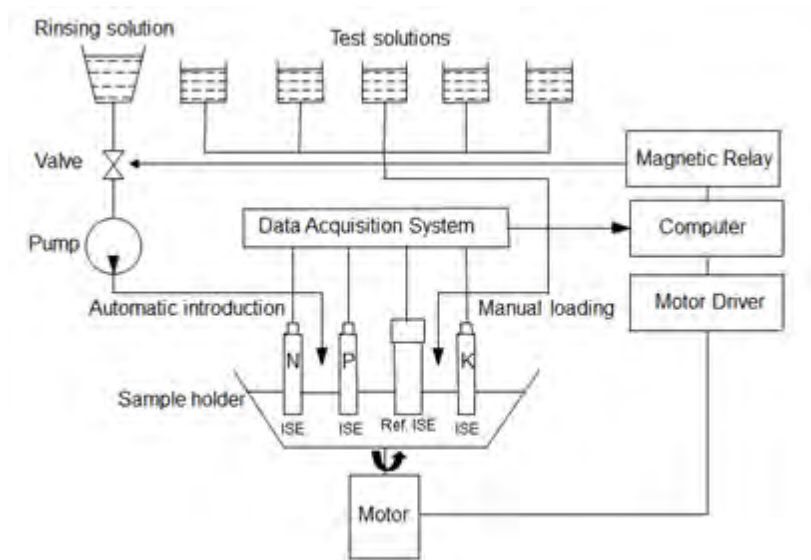 Rinsing solution
Test solutions
Valve
Magnetic Relay
Data Acquisition System
Computer
Pump
Automatic introduction
Manual loading
Motor Driver
N
P
K
Sample holder
ISE
ISE
Ref. ISE
ISE
Motor